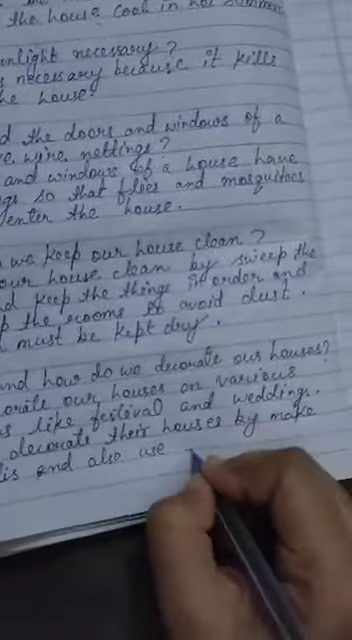 the house cool in hot summer
sunlight necessary?
is necessary because it kills
the house.
the doors and windows of a
wire nettings?
and windows of a house have
so that flies and mosquitoes
enter the house.
we keep our house clean?
our house clean by sweep the
keep the things in order and
the rooms to avoid dust.
must be kept dry.
and how do we decorate our houses?
our houses on various
like festival and weddings.
decorate their houses by make
and also use